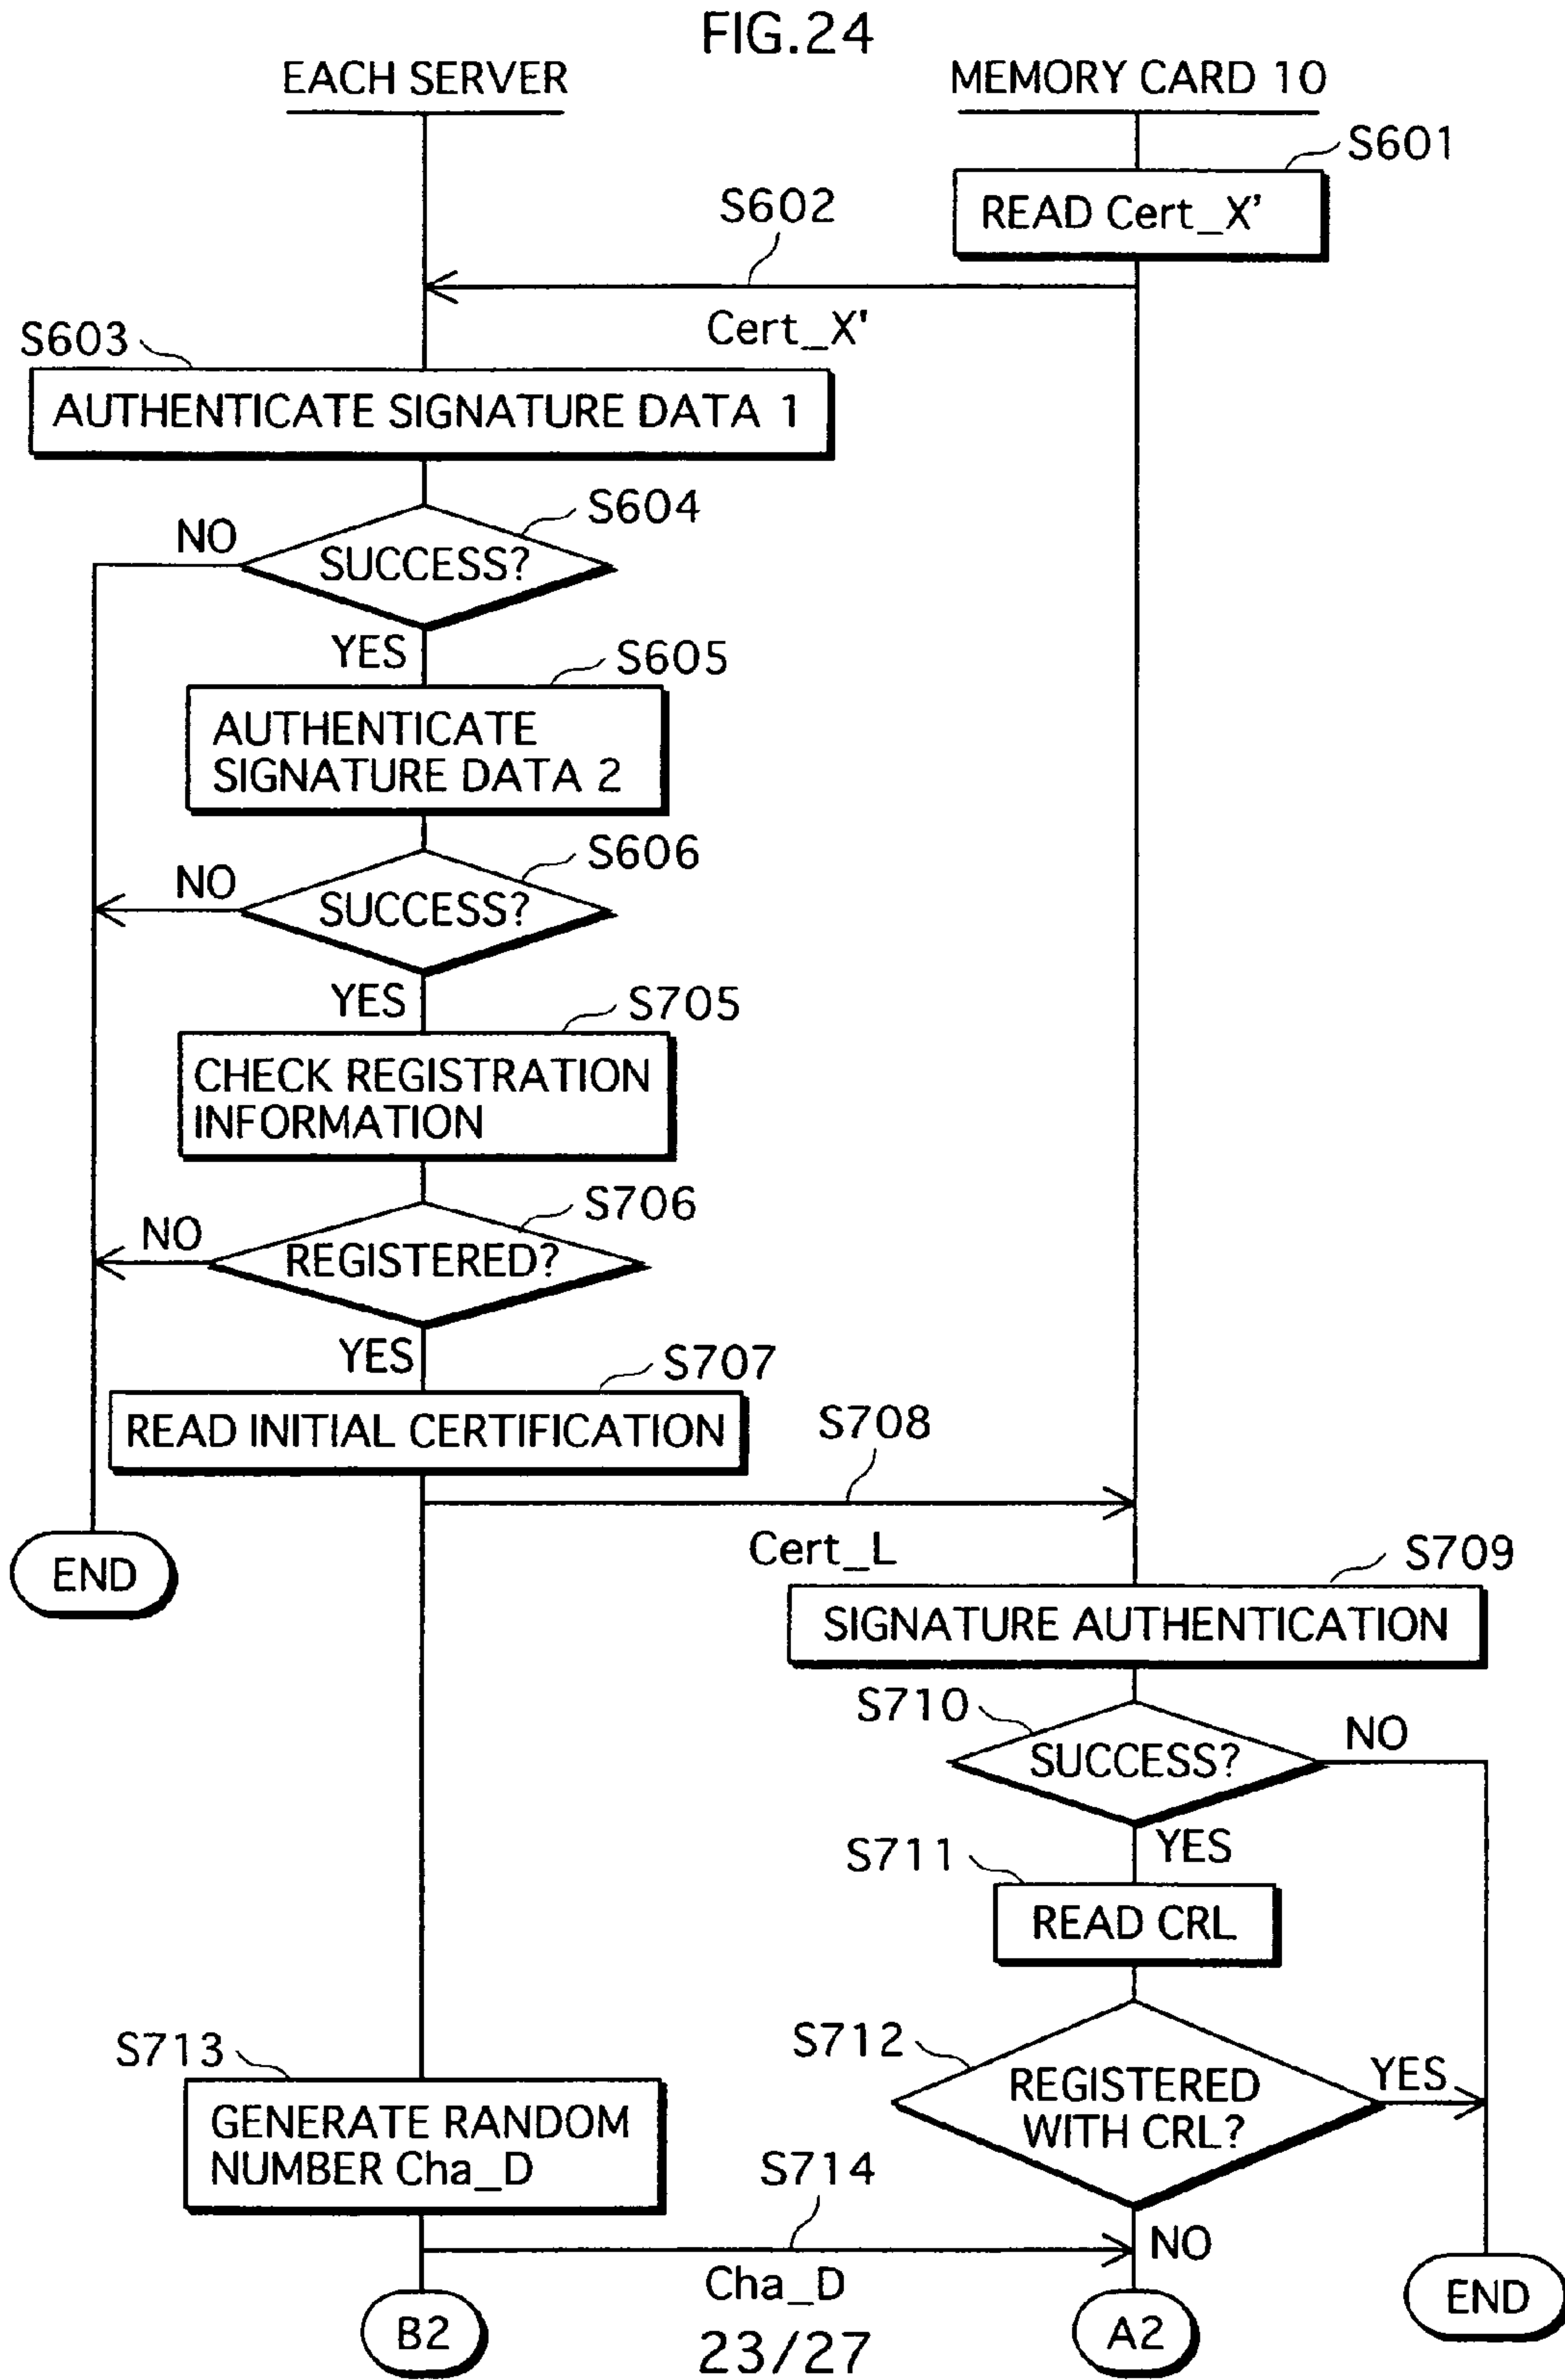 FIG.24
EACH SERVER
MEMORY CARD 10
S601
READ Cert_X'
S602
Cert_X'
S603
AUTHENTICATE SIGNATURE DATA 1
S604
NO
SUCCESS?
YES
S605
AUTHENTICATE
SIGNATURE DATA 2
S606
NO
SUCCESS?
YES
S705
CHECK REGISTRATION
INFORMATION
S706
NO
REGISTERED?
YES
S707
READ INITIAL CERTIFICATION
S708
Cert_L
END
S709
SIGNATURE AUTHENTICATION
S710
NO
SUCCESS?
YES
S711
READ CRL
S712
YES
REGISTERED
WITH CRL?
S713
GENERATE RANDOM
NUMBER Cha_D
S714
NO
Cha_D
END
B2
A2
23/27